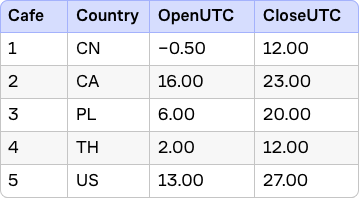 Cafe Country OpenUTC CloseUTC
1 CN −0.50 12.00
2 CA 16.00 23.00
3 PL 6.00 20.00
4 TH 2.00 12.00
5 US 13.00 27.00